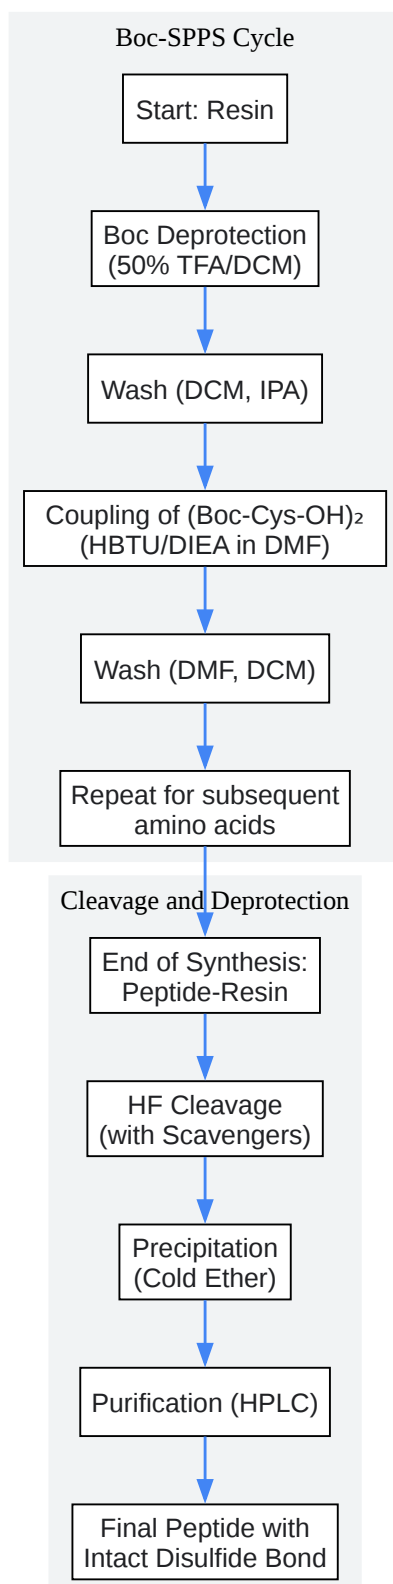 Boc-SPPS Cycle
Start: Resin
Boc Deprotection
(50% TFA/DCM)
Wash (DCM, IPA)
Coupling of (Boc-Cys-OH)₂
(HBTU/DIEA in DMF)
Wash (DMF, DCM)
Repeat for subsequent
amino acids
Cleavage and Deprotection
End of Synthesis:
Peptide-Resin
HF Cleavage
(with Scavengers)
Precipitation
(Cold Ether)
Purification (HPLC)
Final Peptide with
Intact Disulfide Bond